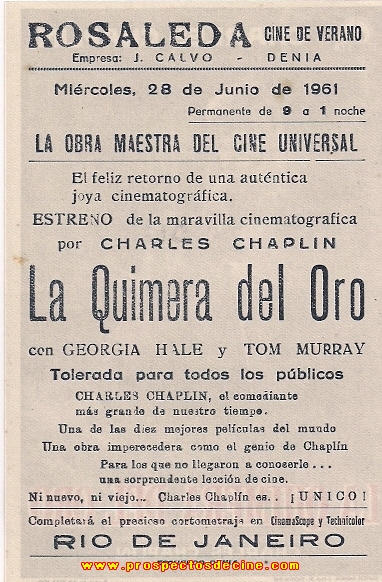 ROSALEDA CINE DE VERANO
Empresa: J. CALVO - DENIA
Miércoles, 28 de Junio de 1961
Permanente de 9 a 1 noche
LA OBRA MAESTRA DEL CINE UNIVERSAL
El feliz retorno de una auténtica
joya cinematográfica.
ESTRENO de la maravilla cinematografica
por CHARLES CHAPLIN
La Quimera del Oro
con GEORGIA HALE y TOM MURRAY
Tolerada para todos los públicos
CHARLES CHAPLIN, el comediante
más grande de nuestro tiempo.
Una de las diez mejores películas del mundo
Una obra imperecedera como el genio de Chaplín
Para los que no llegaron a conocerle...
una sorprendente lección de cine.
Ni nuevo, ni viejo... Charles Chaplín es.. ¡UNICO!
Completará el precioso cortometraje en CinemaScope y Technicolor
RIO DE JANEIRO
www.prospectosdecine.com